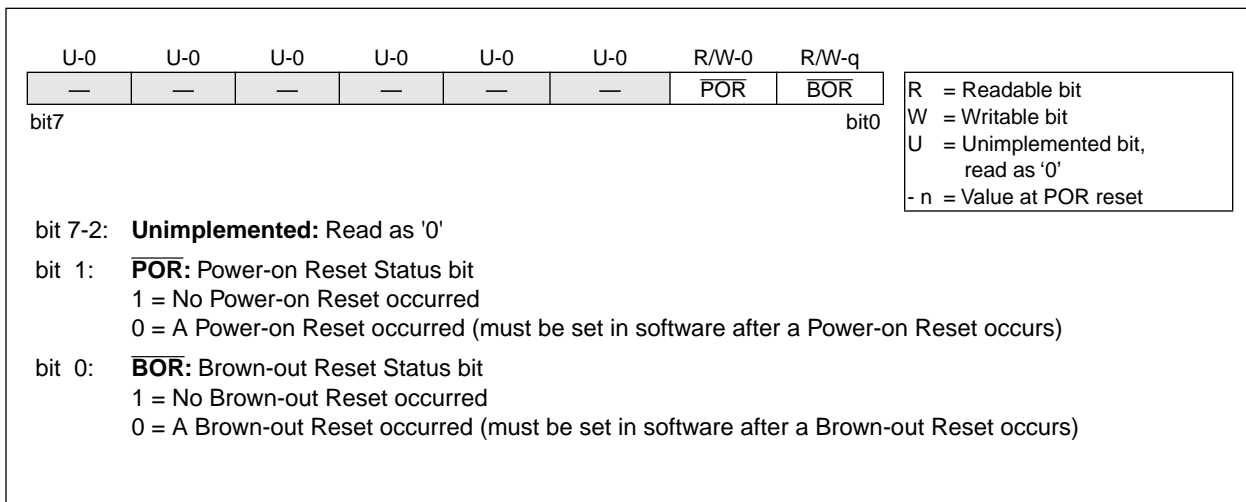 U-0 U-0 U-0 U-0 U-0 U-0 R/W-0 R/W-q
— — — — — — POR BOR
bit7 bit0
R = Readable bit
W = Writable bit
U = Unimplemented bit,
read as ‘0’
- n = Value at POR reset
bit 7-2: Unimplemented: Read as '0'
bit 1: POR: Power-on Reset Status bit
1 = No Power-on Reset occurred
0 = A Power-on Reset occurred (must be set in software after a Power-on Reset occurs)
bit 0: BOR: Brown-out Reset Status bit
1 = No Brown-out Reset occurred
0 = A Brown-out Reset occurred (must be set in software after a Brown-out Reset occurs)